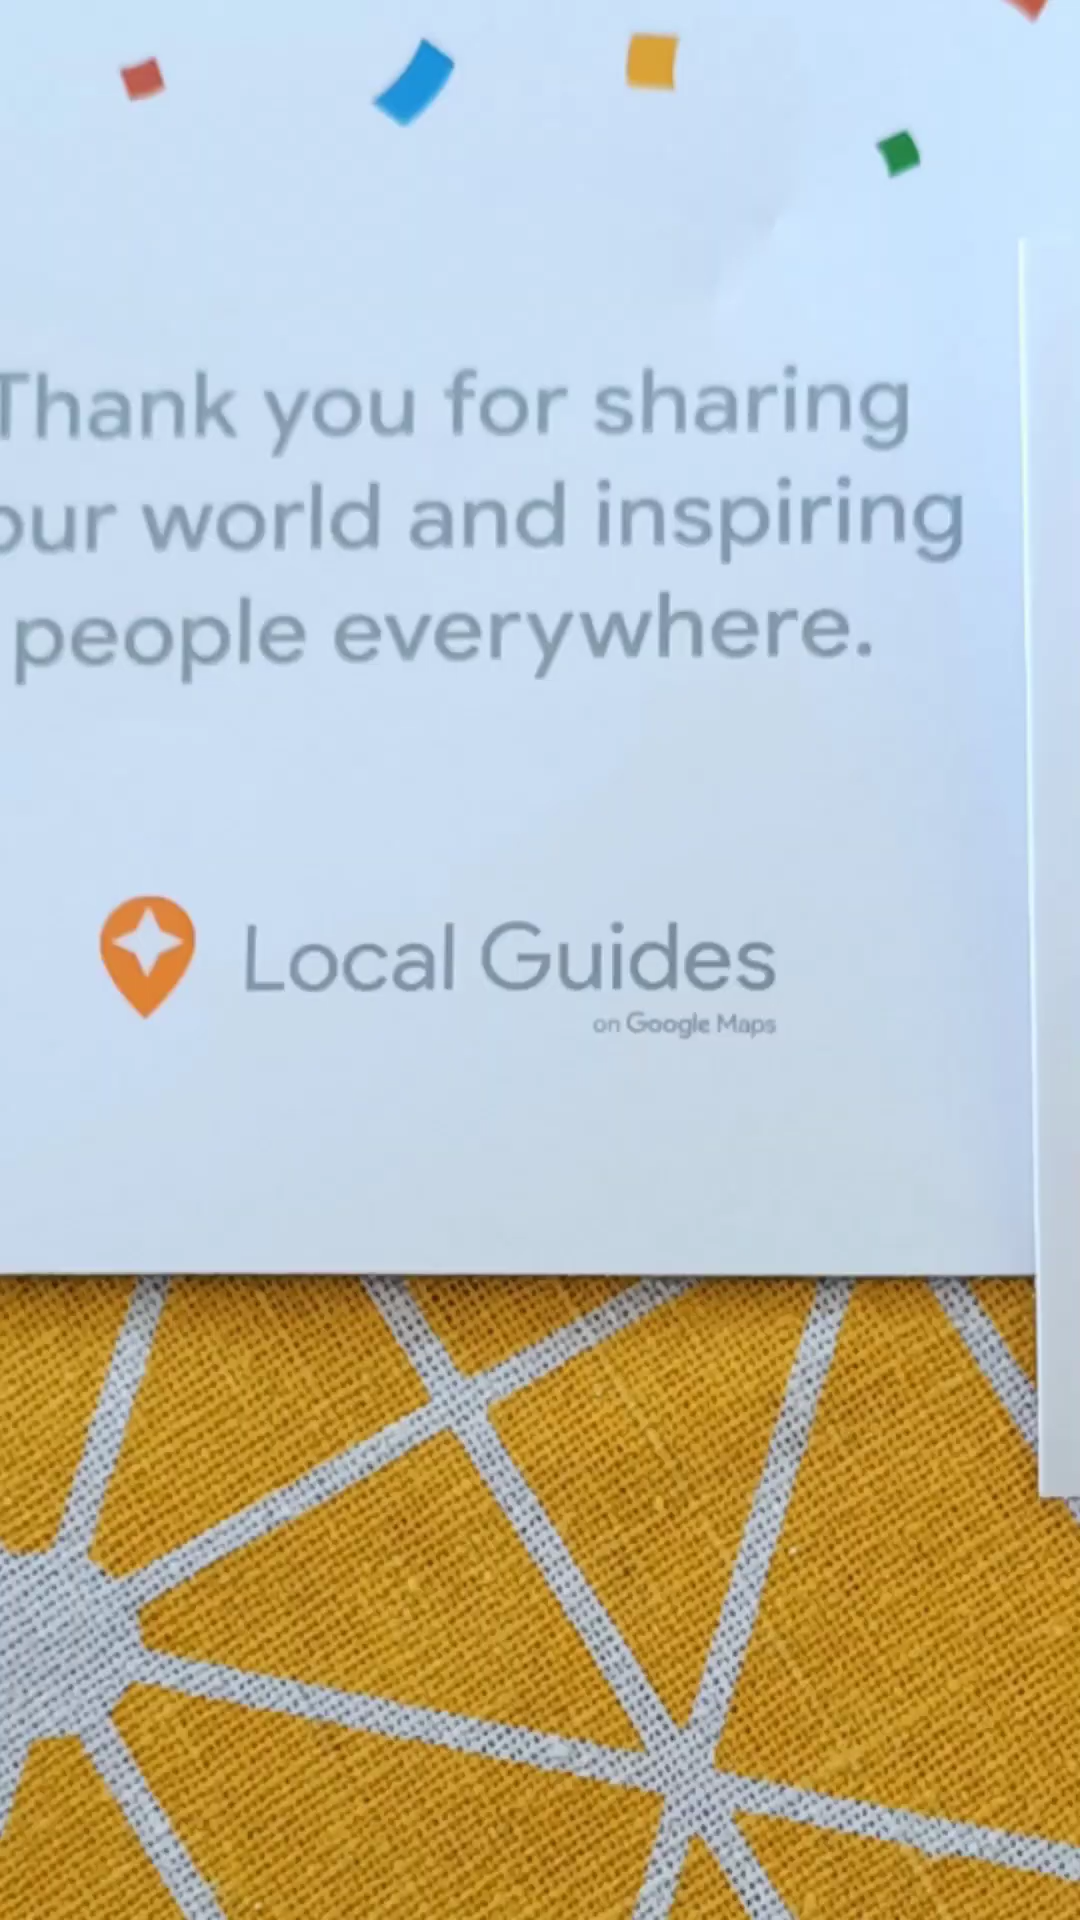 Thank you for sharing
our world and inspiring
people everywhere.
Local Guides
on Google Maps